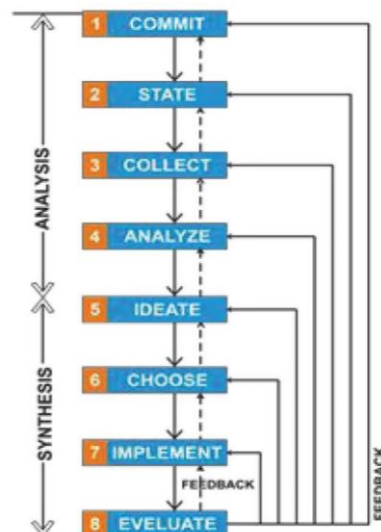 1 COMMIT
2 STATE
3 COLLECT
4 ANALYZE
5 IDEATE
6 CHOOSE
7 IMPLEMENT
FEEDBACK
8 EVELUATE
ANALYSIS
SYNTHESIS
FEEDBACK